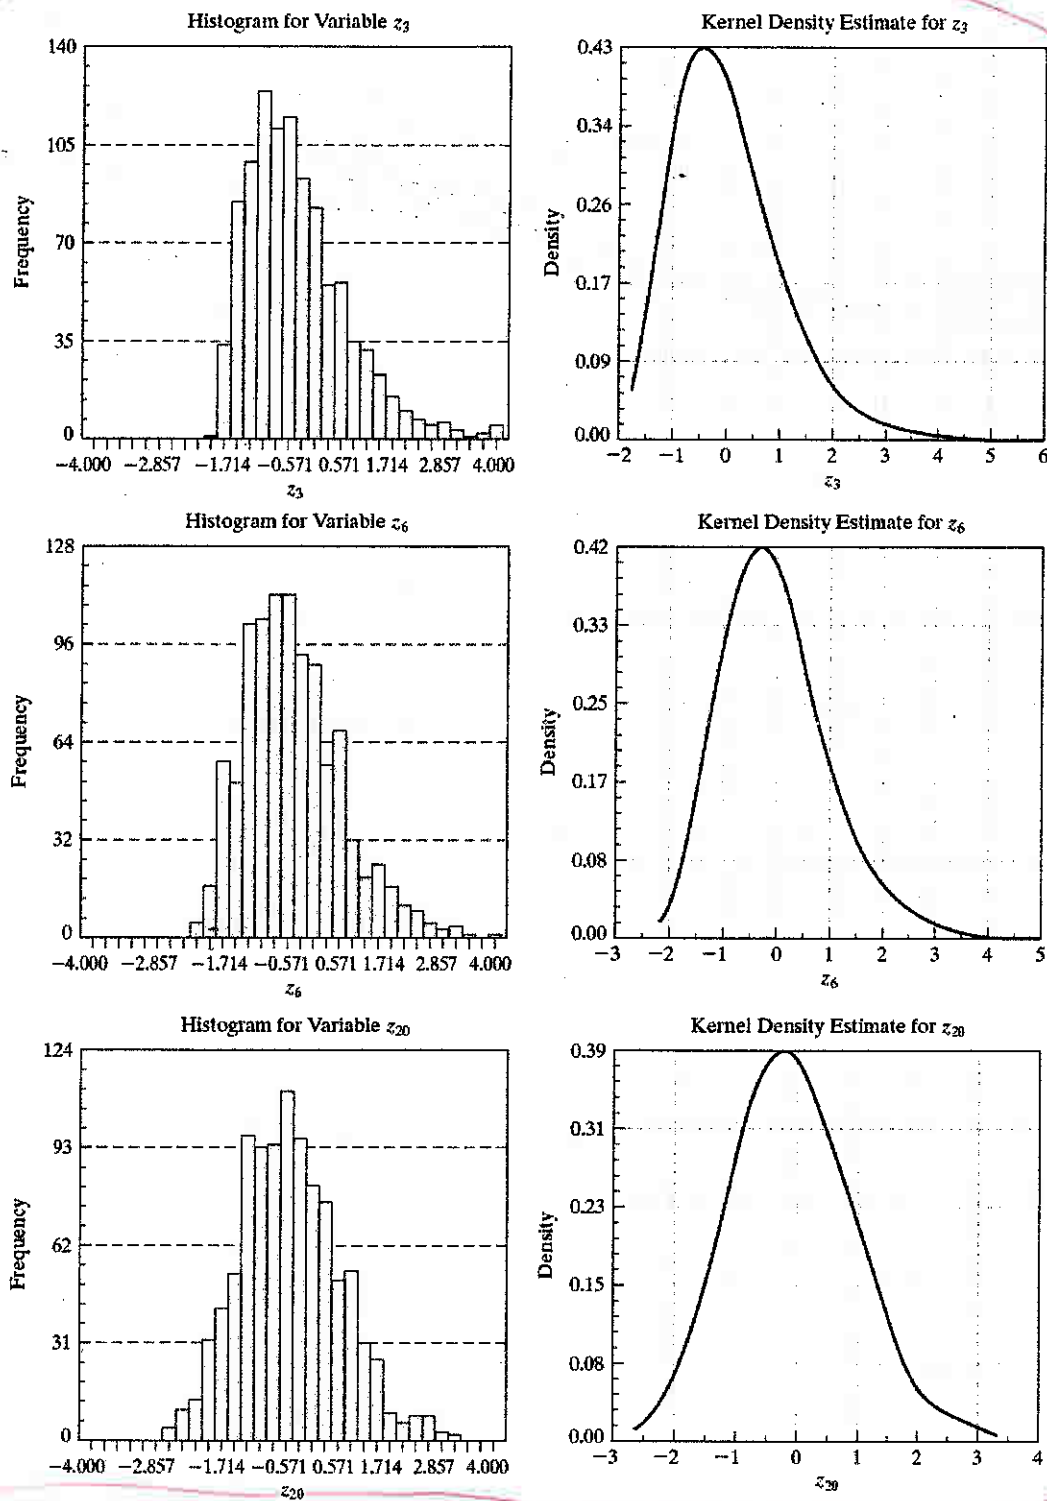 Histogram for Variable z3
140
105
70
35
0
Frequency
−4.000 −2.857 −1.714 −0.571 0.571 1.714 2.857 4.000
z3
Kernel Density Estimate for z3
0.43
0.34
0.26
0.17
0.09
0.00
Density
−2 −1 0 1 2 3 4 5 6
z3
Histogram for Variable z6
128
96
64
32
0
Frequency
−4.000 −2.857 −1.714 −0.571 0.571 1.714 2.857 4.000
z6
Kernel Density Estimate for z6
0.42
0.33
0.25
0.17
0.08
0.00
Density
−3 −2 −1 0 1 2 3 4 5
z6
Histogram for Variable z20
124
93
62
31
0
Frequency
−4.000 −2.857 −1.714 −0.571 0.571 1.714 2.857 4.000
z20
Kernel Density Estimate for z20
0.39
0.31
0.23
0.15
0.08
0.00
Density
−3 −2 −1 0 1 2 3 4
z20